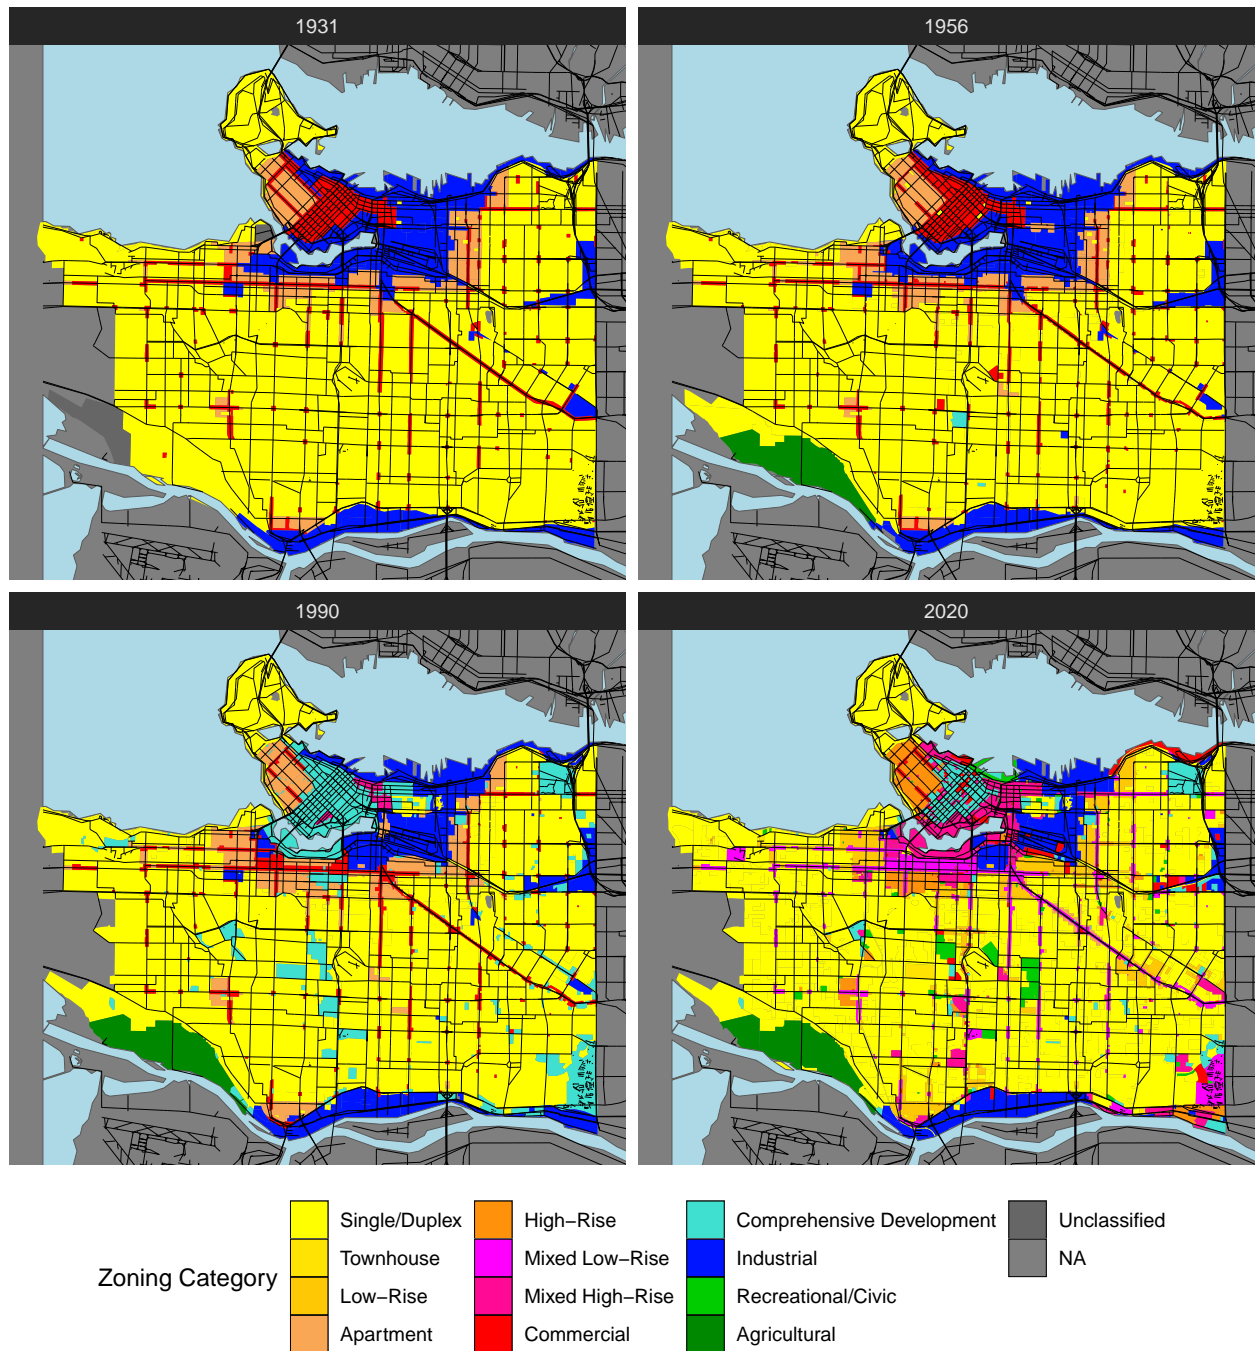 1931
1956
1990
2020
Zoning Category
Single/Duplex
Townhouse
Low−Rise
Apartment
High−Rise
Mixed Low−Rise
Mixed High−Rise
Commercial
Comprehensive Development
Industrial
Recreational/Civic
Agricultural
Unclassified
NA